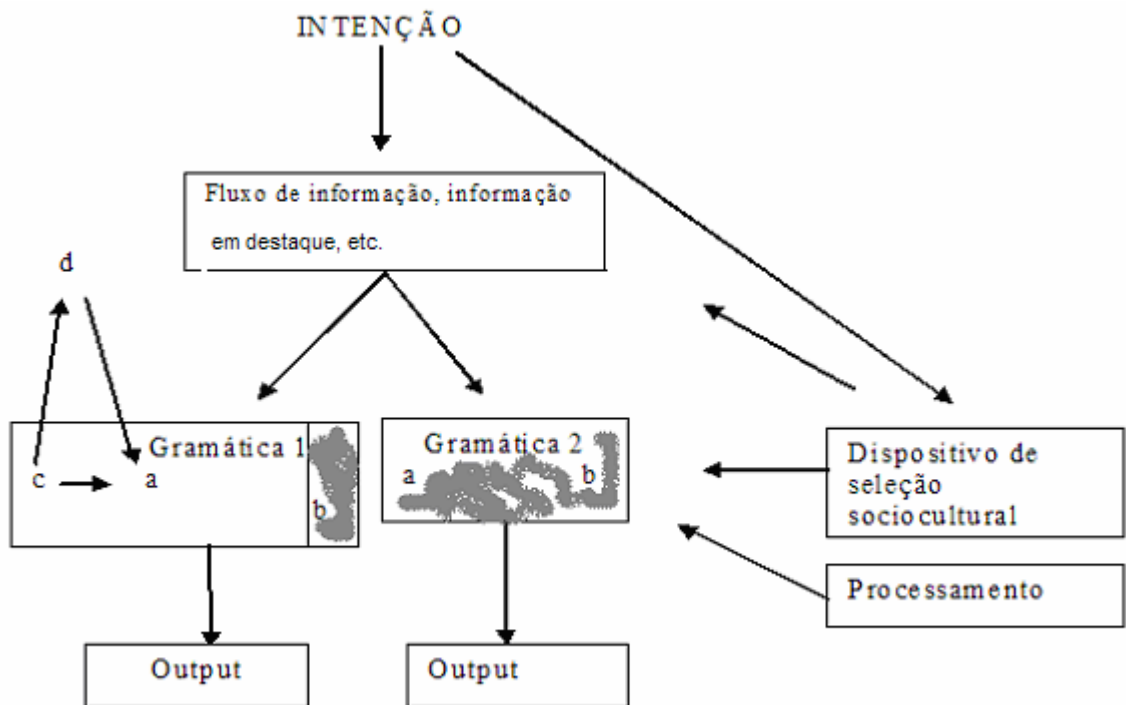 INTENÇÃO
Fluxo de informação, informação
em destaque, etc.
d
Gramática 1
c
a
b
Gramática 2
a
b
Dispositivo de
seleção
sociocultural
Processamento
Output
Output